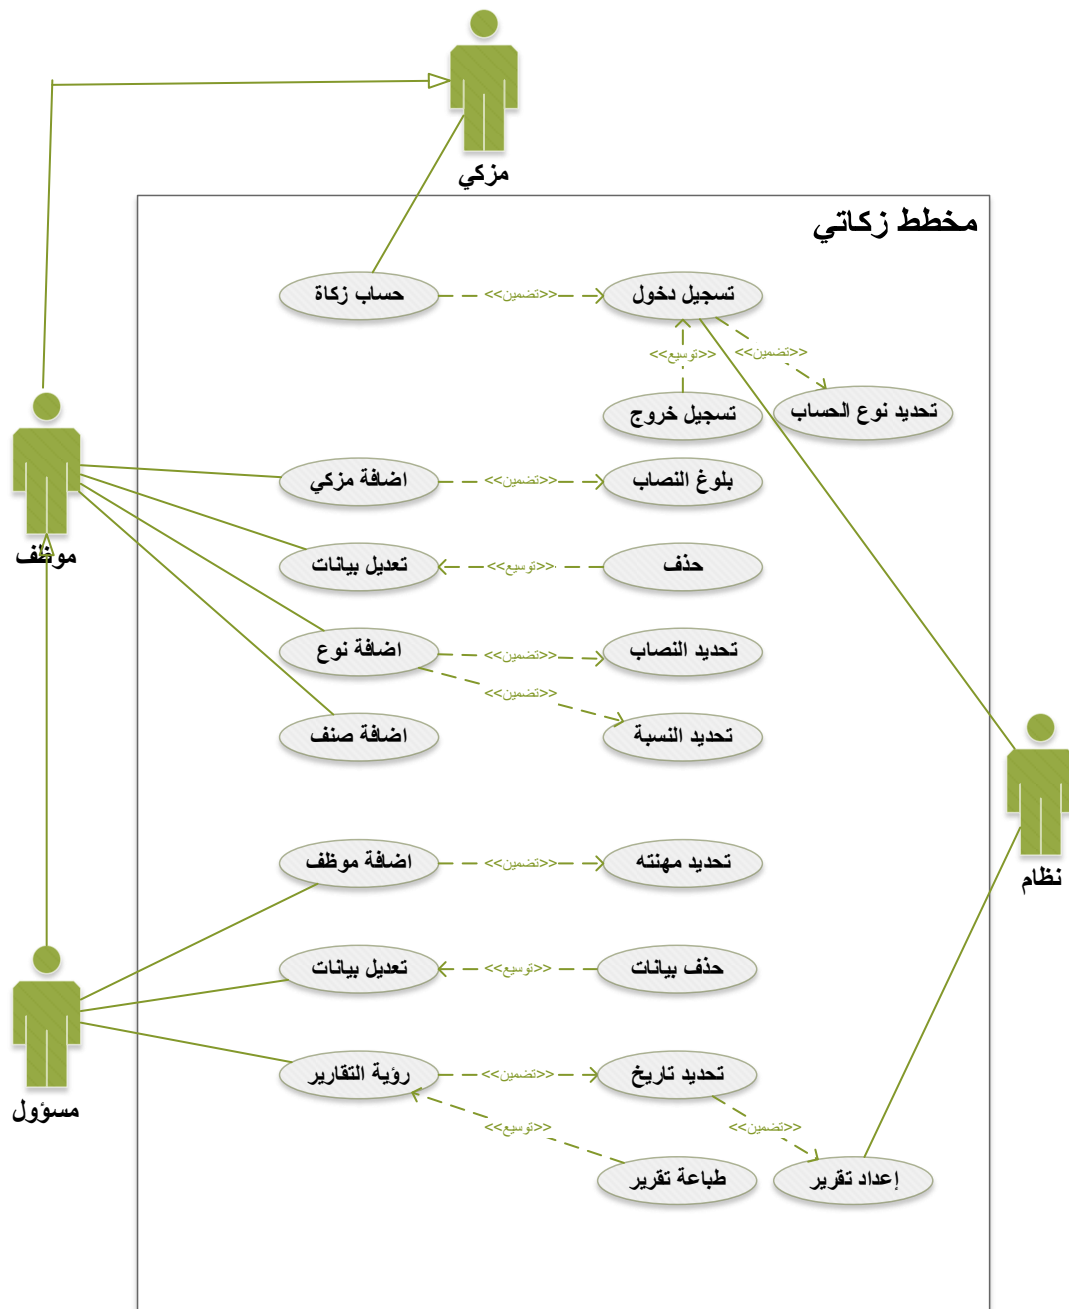 مزكي
مخطط زكاتي
حساب زكاة
<<تضمين>>
تسجيل دخول
<<توسيع>>
<<تضمين>>
تسجيل خروج
تحديد نوع الحساب
اضافة مزكي
<<تضمين>>
بلوغ النصاب
موظف
تعديل بيانات
<<توسيع>>
حذف
اضافة نوع
<<تضمين>>
تحديد النصاب
<<تضمين>>
اضافة صنف
تحديد النسبة
اضافة موظف
<<تضمين>>
تحديد مهنته
نظام
تعديل بيانات
<<توسيع>>
حذف بيانات
رؤية التقارير
<<تضمين>>
تحديد تاريخ
مسؤول
<<توسيع>>
<<تضمين>>
طباعة تقرير
إعداد تقرير